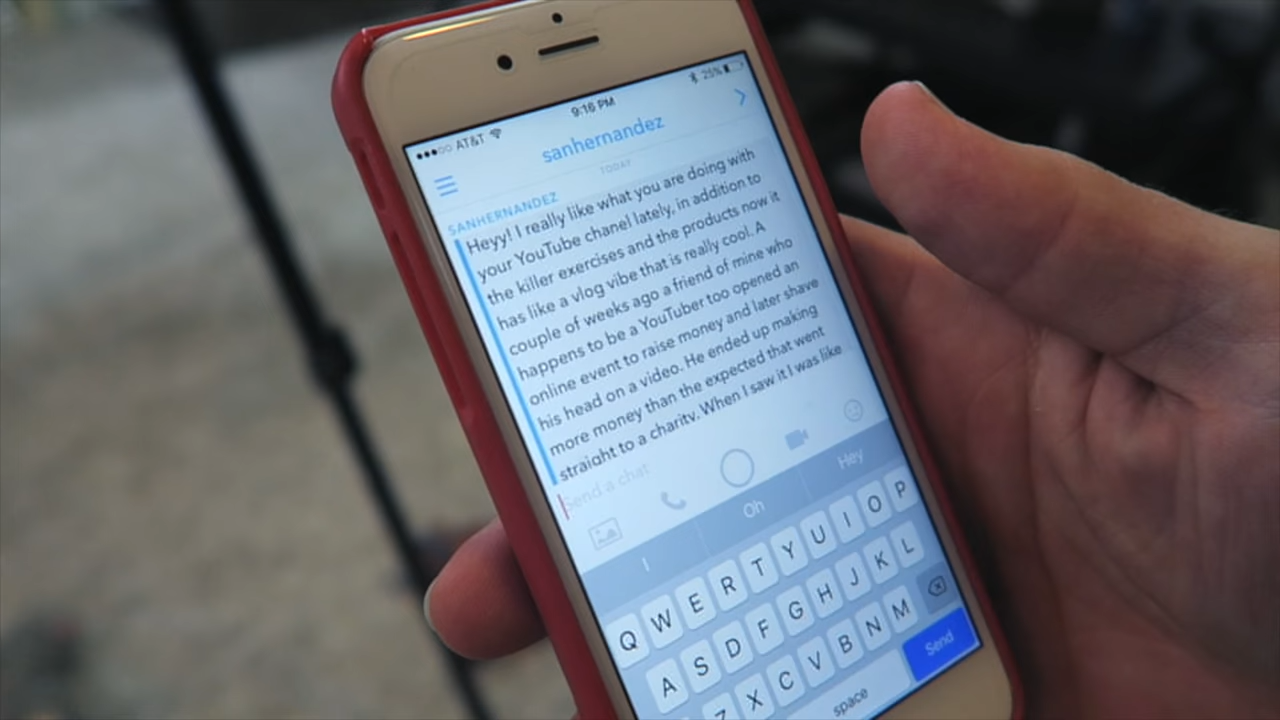 AT&T 9:16 PM 25%
sanhernandez
TODAY
SANHERNANDEZ
Heyy! I really like what you are doing with
your YouTube chanel lately, in addition to
the killer exercises and the products now it
has like a vlog vibe that is really cool. A
couple of weeks ago a friend of mine who
happens to be a YouTuber too opened an
online event to raise money and later shave
his head on a video. He ended up making
more money than the expected that went
straight to a charity. When I saw it I was like
Send a chat
I Oh Hey
Q W E R T Y U I O P
A S D F G H J K L
Z X C V B N M
space Send